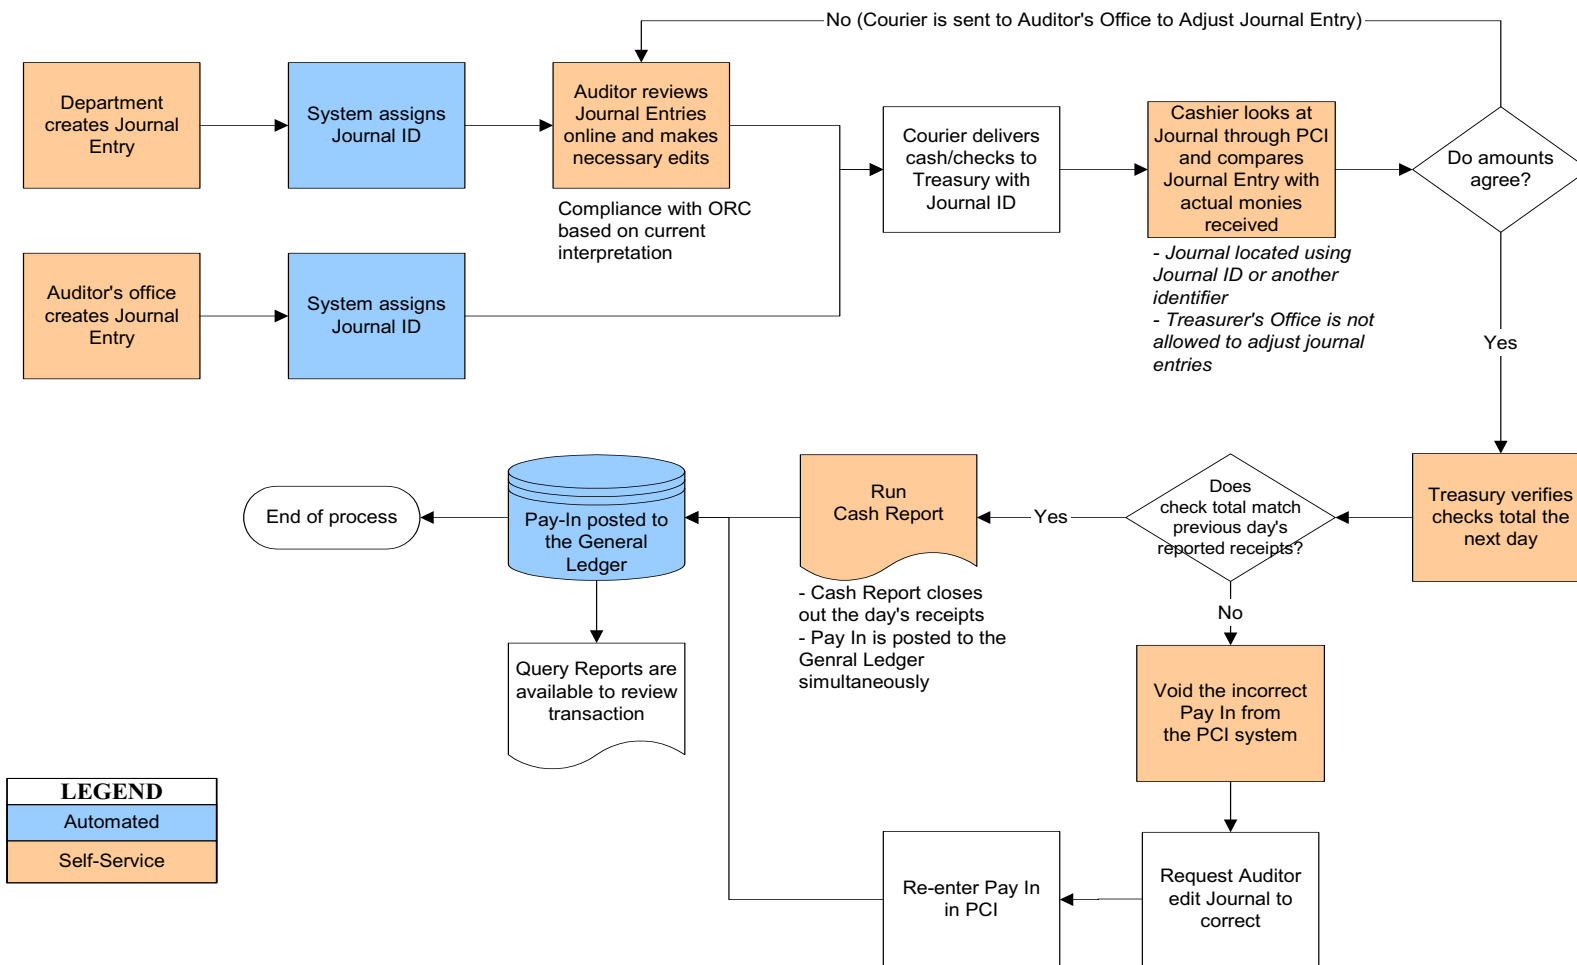 No (Courier is sent to Auditor's Office to Adjust Journal Entry)
Department
creates Journal
Entry
System assigns
Journal ID
Auditor reviews
Journal Entries
online and makes
necessary edits
Compliance with ORC
based on current
interpretation
Courier delivers
cash/checks to
Treasury with
Journal ID
Cashier looks at
Journal through PCI
and compares
Journal Entry with
actual monies
received
- Journal located using
Journal ID or another
identifier
- Treasurer's Office is not
allowed to adjust journal
entries
Do amounts
agree?
Yes
Auditor's office
creates Journal
Entry
System assigns
Journal ID
Treasury verifies
checks total the
next day
Does
check total match
previous day's
reported receipts?
Yes
Run
Cash Report
- Cash Report closes
out the day's receipts
- Pay In is posted to the
Genral Ledger
simultaneously
Pay-In posted to
the General
Ledger
End of process
Query Reports are
available to review
transaction
No
Void the incorrect
Pay In from
the PCI system
Request Auditor
edit Journal to
correct
Re-enter Pay In
in PCI
LEGEND
Automated
Self-Service